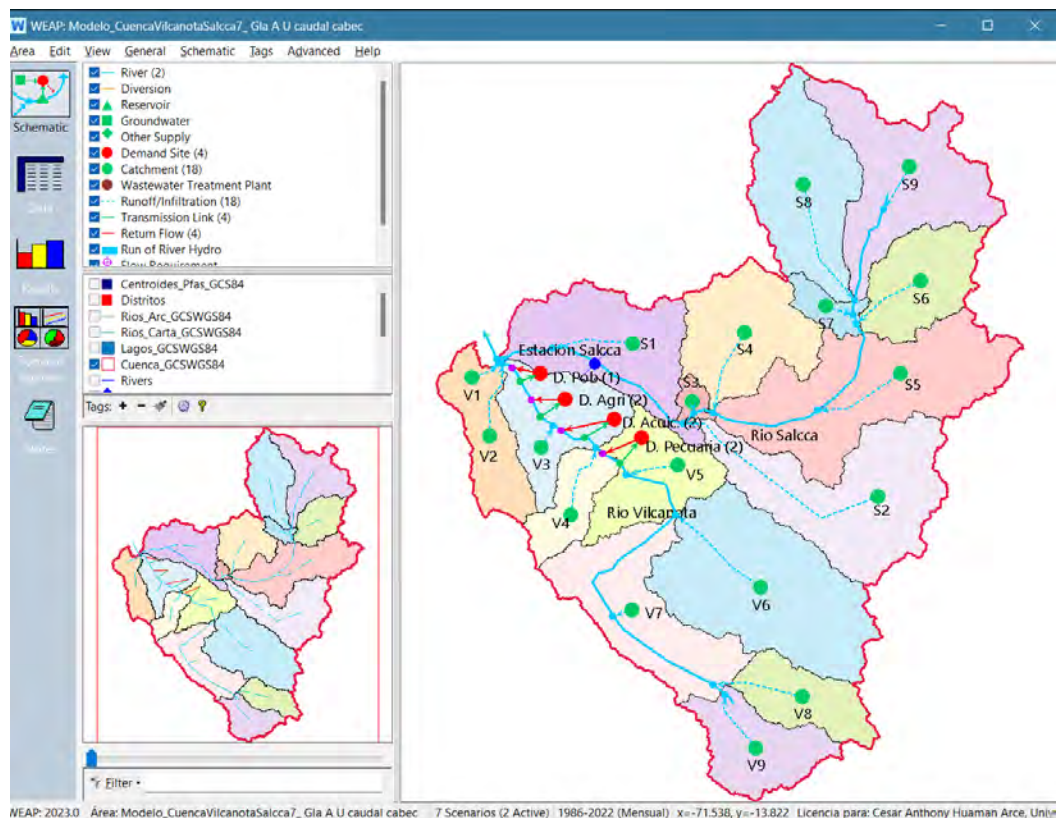 WEAP: Modelo_CuencaVilcanotaSalcca7_ Gla A U caudal cabec
Area Edit View General Schematic Tags Advanced Help
Schematic
River (2)
Diversion
Reservoir
Groundwater
Other Supply
Demand Site (4)
Catchment (18)
Wastewater Treatment Plant
Runoff/Infiltration (18)
Transmission Link (4)
Return Flow (4)
Run of River Hydro
Flow Requirement
Data
Results
Notes
Centroides_Pfas_GCS84
Distritos
Rios_Arc_GCSWGS84
Rios_Carta_GCSWGS84
Lagos_GCSWGS84
Cuenca_GCSWGS84
Rivers
Tags:
Filter
S9
S8
S6
S7
S1
Estacion Salcca
S4
S5
S3
V1
D. Pob (1)
D. Agri (2)
D. Acuic. (2)
Rio Salcca
V2
V3
D. Pecuaria (2)
V5
S2
V4
Rio Vilcanota
V6
V7
V8
V9
WEAP: 2023.0 Área: Modelo_CuencaVilcanotaSalcca7_ Gla A U caudal cabec 7 Scenarios (2 Active) 1986-2022 (Mensual) x=-71.538, y=-13.822 Licencia para: Cesar Anthony Huaman Arce, Unive